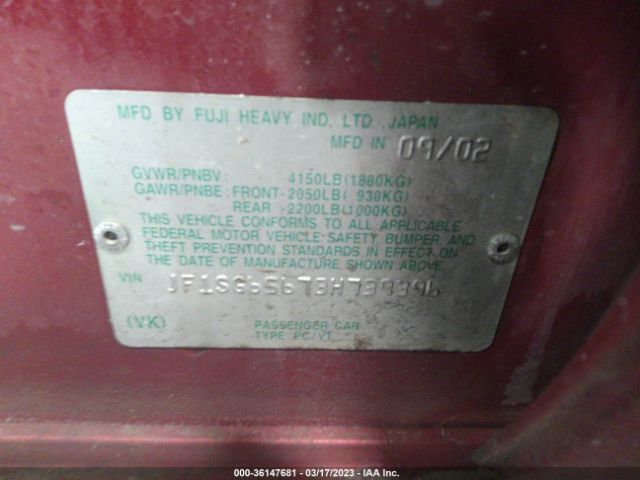 MFD BY FUJI HEAVY IND. LTD., JAPAN
MFD IN 09/02
GVWR/PNBV: 4150LB(1880KG)
GAWR/PNBE: FRONT-2050LB( 930KG)
REAR -2200LB(1000KG)
THIS VEHICLE CONFORMS TO ALL APPLICABLE
FEDERAL MOTOR VEHICLE SAFETY BUMPER, AND
THEFT PREVENTION STANDARDS IN EFFECT ON
THE DATE OF MANUFACTURE SHOWN ABOVE.
VIN JF1SG65673H739396
(VK) PASSENGER CAR
TYPE PC/VT
000-36147681 - 03/17/2023 - IAA Inc.